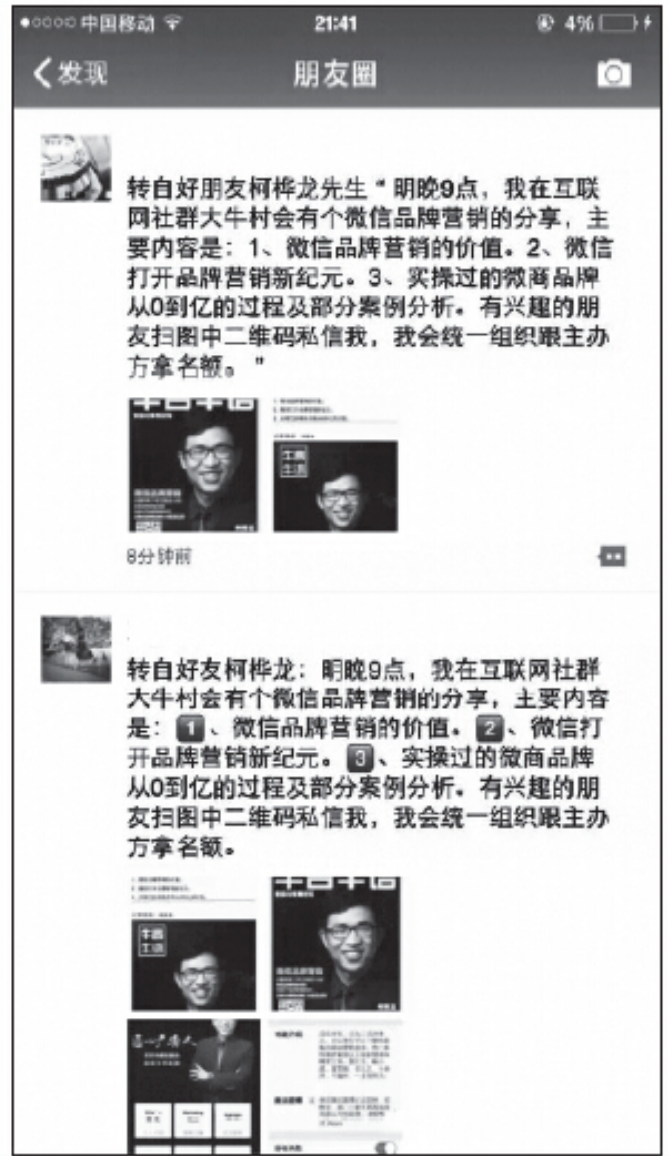 中国移动
21:41
4%
发现
朋友圈
转自好朋友柯桦龙先生“明晚9点，我在互联
网社群大牛村会有个微信品牌营销的分享，主
要内容是：1、微信品牌营销的价值。2、微信
打开品牌营销新纪元。3、实操过的微商品牌
从0到亿的过程及部分案例分析。有兴趣的朋
友扫图中二维码私信我，我会统一组织跟主办
方拿名额。”
8分钟前
转自好友柯桦龙：明晚9点，我在互联网社群
大牛村会有个微信品牌营销的分享，主要内容
是：1、微信品牌营销的价值。2、微信打
开品牌营销新纪元。3、实操过的微商品牌
从0到亿的过程及部分案例分析。有兴趣的朋
友扫图中二维码私信我，我会统一组织跟主办
方拿名额。